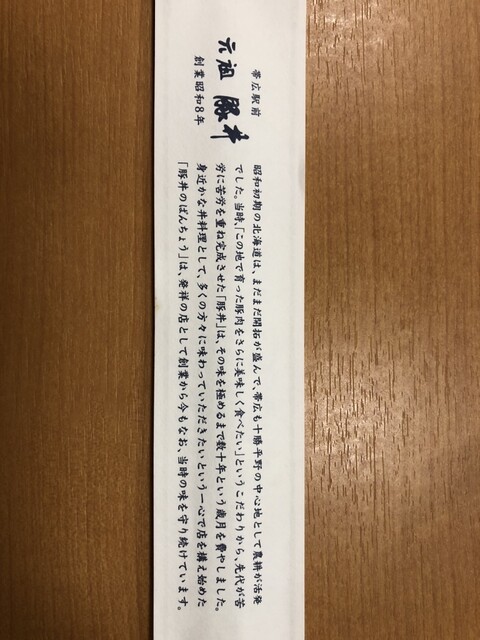 帯広駅前
元祖 豚丼
創業昭和8年
昭和初期の北海道は、まだまだ開拓が盛んで、帯広も十勝平野の中心地として農耕が活発
でした。当時、「この地で育った豚肉をさらに美味しく食べたい」というこだわりから、先代が苦
労に苦労を重ね完成させた「豚丼」は、その味を極めるまで数十年という歳月を費やしました。
身近かな丼料理として、多くの方々に味わっていただきたいという一心で店を構え始めた
「豚丼のぱんちょう」は、発祥の店として創業から今もなお、当時の味を守り続けています。